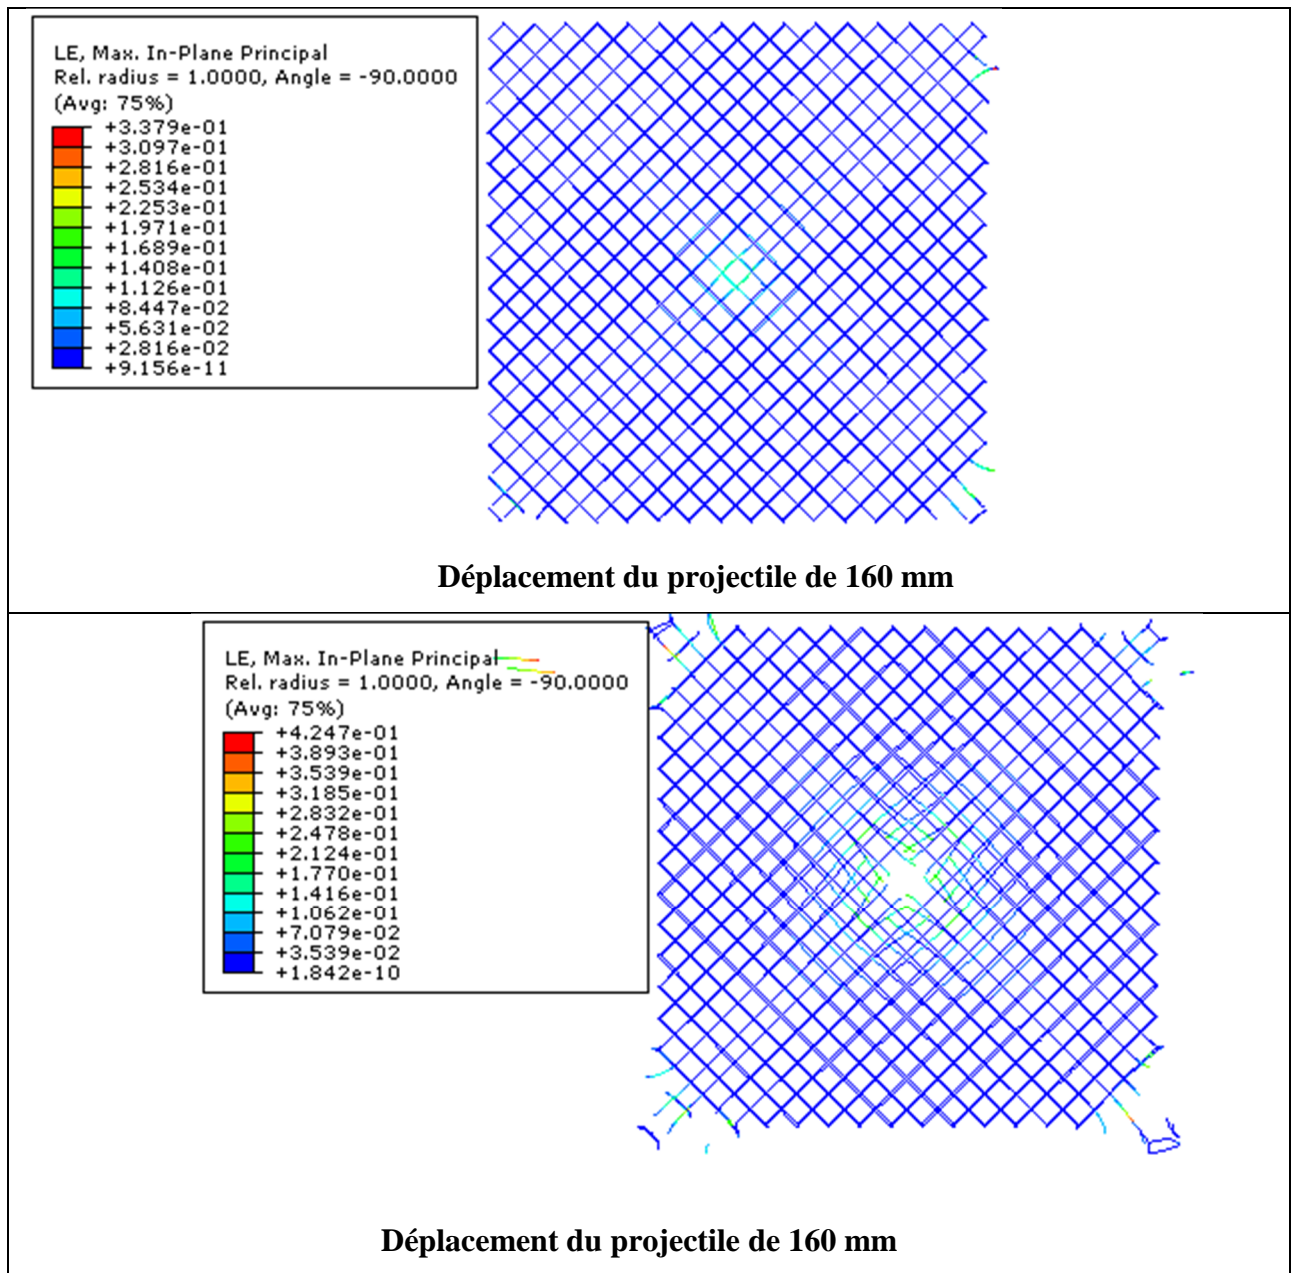 LE, Max. In-Plane Principal
Rel. radius = 1.0000, Angle = -90.0000
(Avg: 75%)
+3.379e-01
+3.097e-01
+2.816e-01
+2.534e-01
+2.253e-01
+1.971e-01
+1.689e-01
+1.408e-01
+1.126e-01
+8.447e-02
+5.631e-02
+2.816e-02
+9.156e-11
Déplacement du projectile de 160 mm
LE, Max. In-Plane Principal
Rel. radius = 1.0000, Angle = -90.0000
(Avg: 75%)
+4.247e-01
+3.893e-01
+3.539e-01
+3.185e-01
+2.832e-01
+2.478e-01
+2.124e-01
+1.770e-01
+1.416e-01
+1.062e-01
+7.079e-02
+3.539e-02
+1.842e-10
Déplacement du projectile de 160 mm